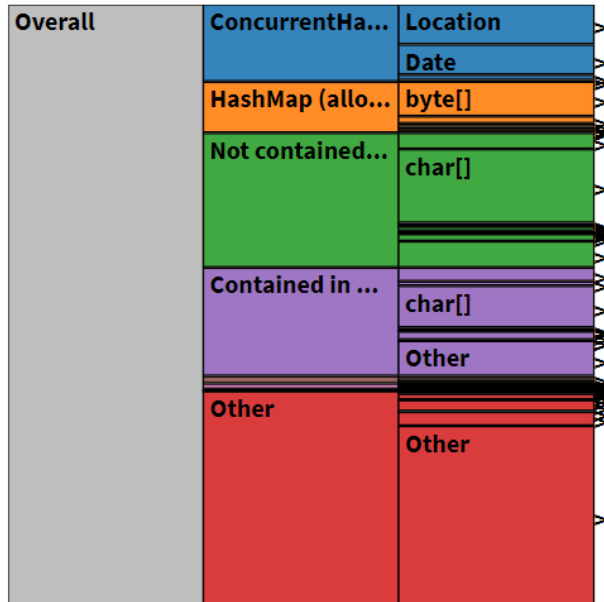 Overall
ConcurrentHa...
Location
Date
HashMap (allo...
byte[]
Not contained...
char[]
Contained in ...
char[]
Other
Other
Other